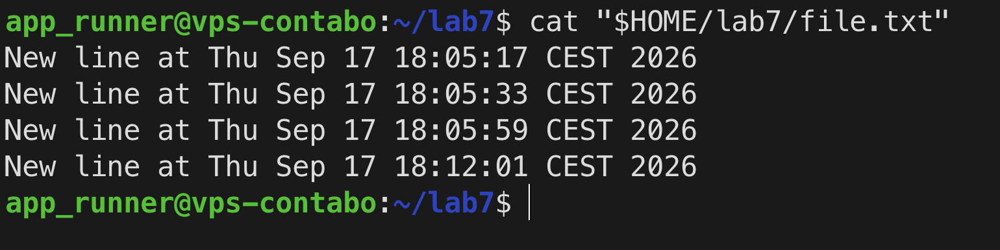 app_runner@vps-contabo:~/lab7$ cat "$HOME/lab7/file.txt"
New line at Thu Sep 17 18:05:17 CEST 2026
New line at Thu Sep 17 18:05:33 CEST 2026
New line at Thu Sep 17 18:05:59 CEST 2026
New line at Thu Sep 17 18:12:01 CEST 2026
app_runner@vps-contabo:~/lab7$